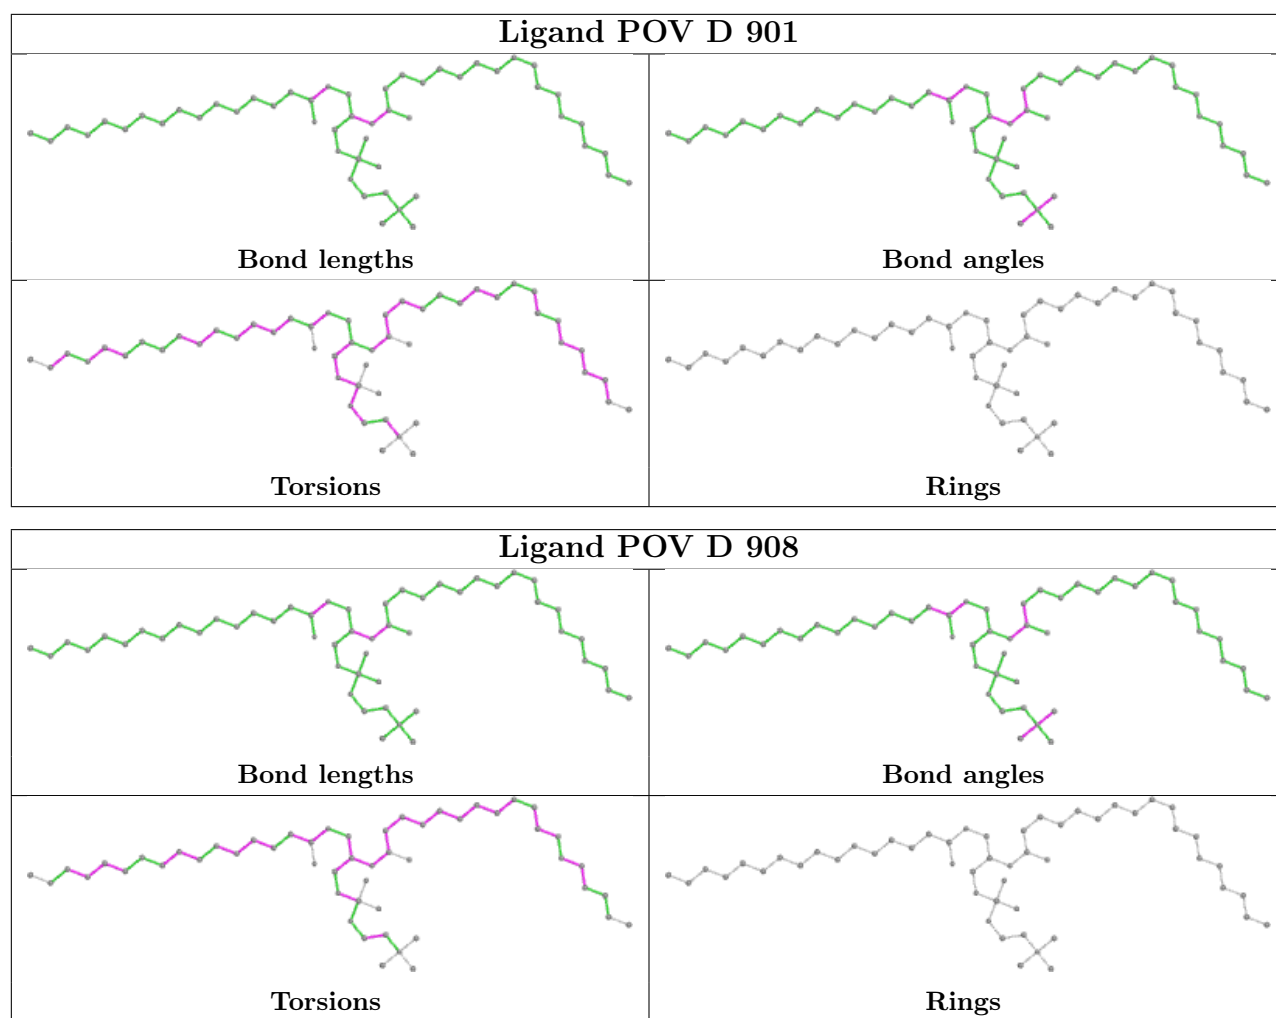 Ligand POV D 901
Bond lengths
Bond angles
Torsions
Rings
Ligand POV D 908
Bond lengths
Bond angles
Torsions
Rings